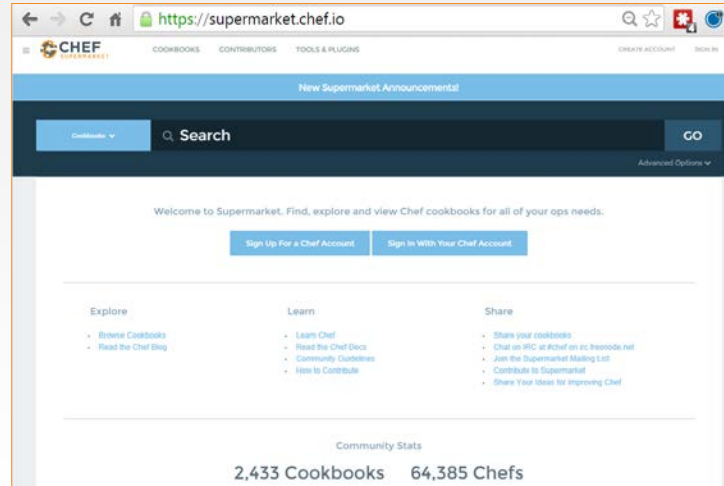 https://supermarket.chef.io
CHEF
SUPERMARKET
COOKBOOKS CONTRIBUTORS TOOLS & PLUGINS CREATE ACCOUNT SIGN IN
New Supermarket Announcements!
Cookbooks Search GO
Advanced Options
Welcome to Supermarket. Find, explore and view Chef cookbooks for all of your ops needs.
Sign Up For a Chef Account Sign In With Your Chef Account
Explore
Browse Cookbooks
Read the Chef Blog
Learn
Learn Chef
Read the Chef Docs
Community Guidelines
How to Contribute
Share
Share your cookbooks
Chat on IRC at #chef on irc.freenode.net
Join the Supermarket Mailing List
Contribute to Supermarket
Share Your Ideas for Improving Chef
Community Stats
2,433 Cookbooks 64,385 Chefs